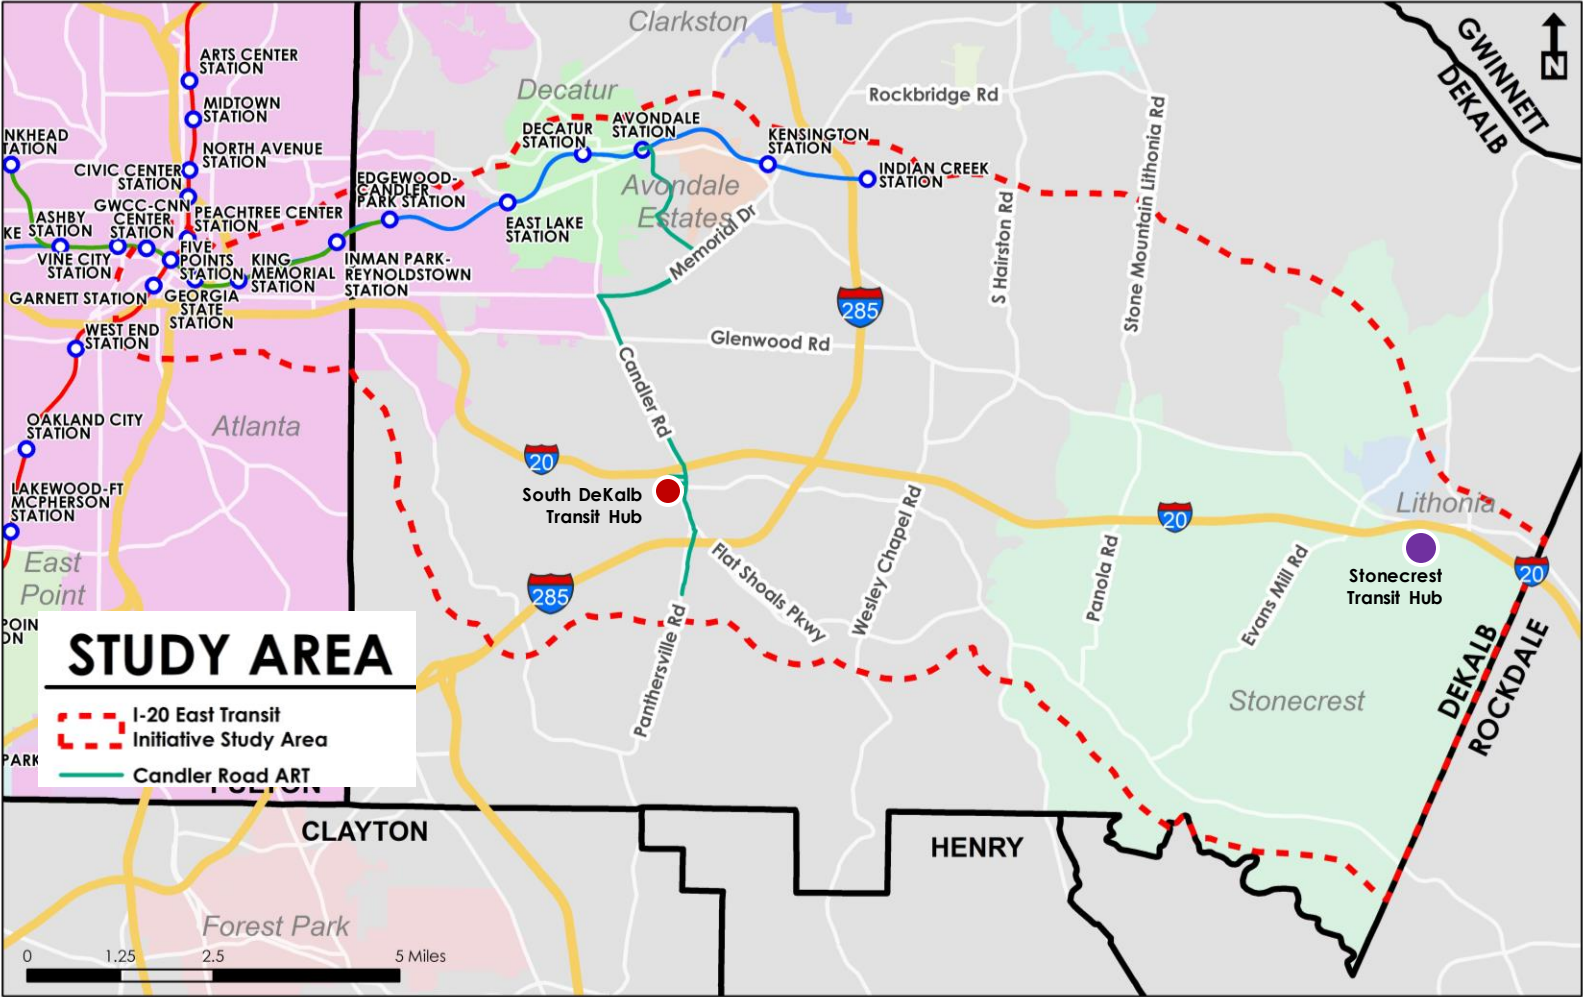 Clarkston
GWINNETT
DEKALB
N
ARTS CENTER
STATION
Decatur
Rockbridge Rd
MIDTOWN
STATION
NKHEAD
TATION
AVONDALE
STATION
DECATUR
STATION
KENSINGTON
STATION
NORTH AVENUE
STATION
CIVIC CENTER
STATION
INDIAN CREEK
STATION
EDGEWOOD-
CANDLER
PARK STATION
Avondale
Estates
Stone Mountain Lithonia Rd
GWCC-CNN
CENTER
STATION
PEACHTREE CENTER
STATION
ASHBY
STATION
KE
EAST LAKE
STATION
Memorial Dr
S Hairston Rd
VINE CITY
STATION
FIVE
POINTS
STATION
KING
MEMORIAL
STATION
INMAN PARK-
REYNOLDSTOWN
STATION
GARNETT STATION
GEORGIA
STATE
STATION
285
WEST END
STATION
Glenwood Rd
Candler Rd
OAKLAND CITY
STATION
Atlanta
20
LAKEWOOD-FT
MCPHERSON
STATION
South DeKalb
Transit Hub
Wesley Chapel Rd
20
Lithonia
East
Point
Flat Shoals Pkwy
Panola Rd
Evans Mill Rd
Stonecrest
Transit Hub
20
285
POIN
ON
Panthersville Rd
STUDY AREA
I-20 East Transit
Initiative Study Area
Candler Road ART
PARK
FULTON
Stonecrest
DEKALB
ROCKDALE
CLAYTON
HENRY
Forest Park
0 1.25 2.5 5 Miles